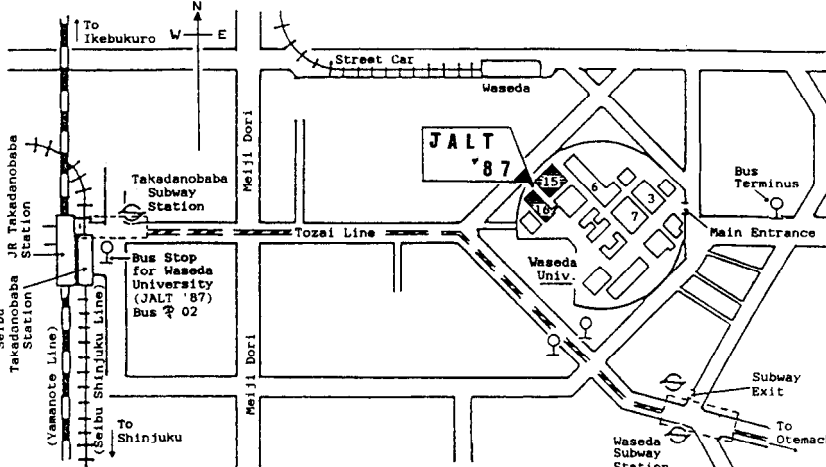 To
Ikebukuro
N
W
E
Street Car
Waseda
Meiji Dori
JALT
'87
Takadanobaba
Subway
Station
15
16
6
3
7
Bus
Terminus
JR Takadanobaba
Station
Tozai Line
Main Entrance
Bus Stop
for Waseda
University
(JALT '87)
Bus
02
Waseda
Univ.
Takadanobaba
Station
(Yamanote Line)
(Seibu Shinjuku Line)
Meiji Dori
To
Shinjuku
Subway
Exit
To
Otemac
Waseda
Subway
Station